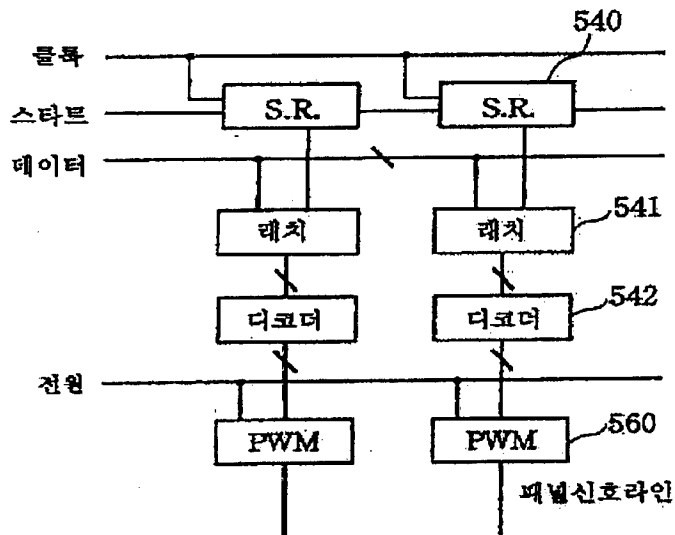 540
클록
S.R.
S.R.
스타트
데이터
래치
래치
541
디코더
디코더
542
전원
PWM
PWM
560
패널신호라인